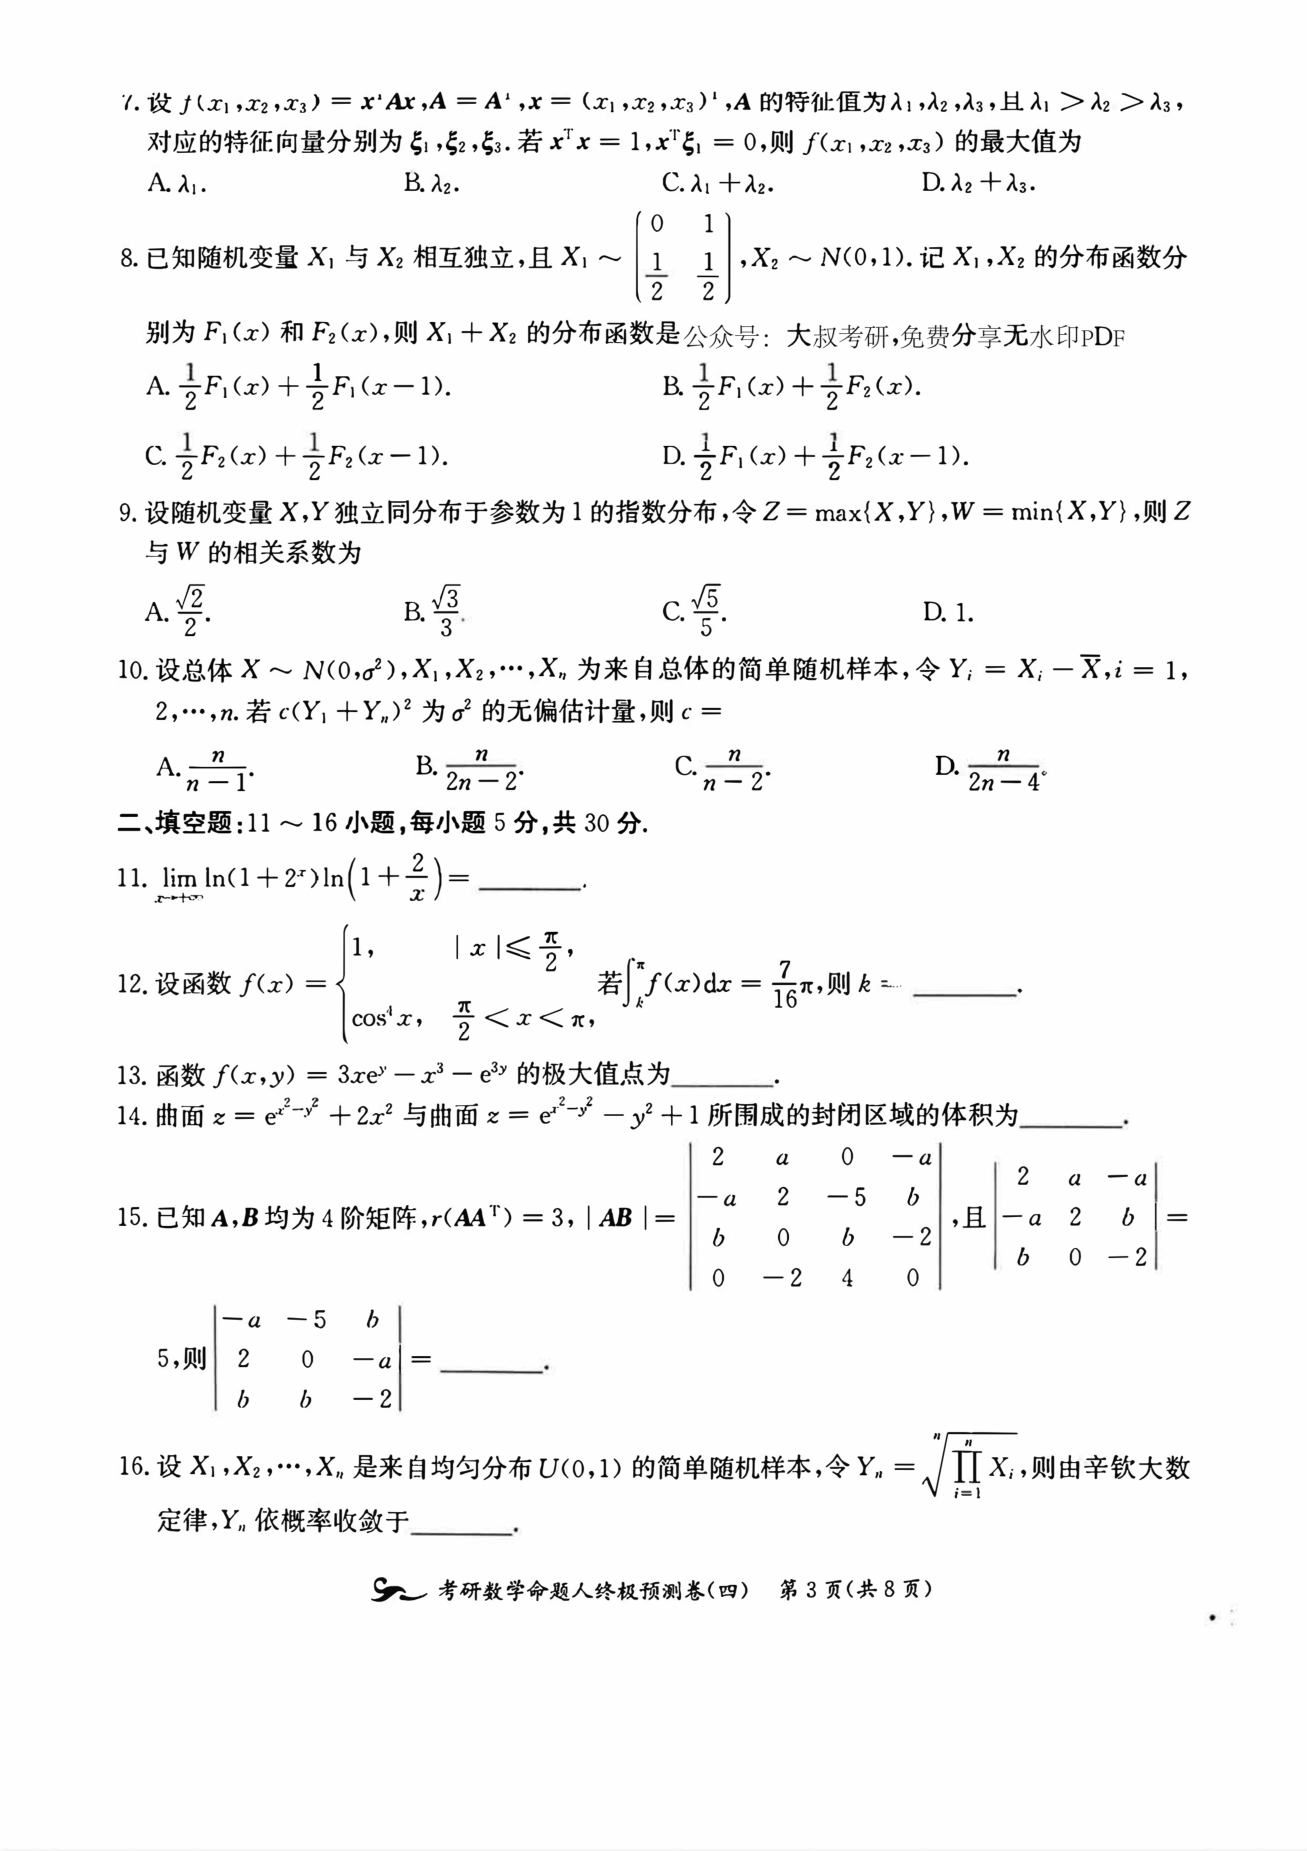 7. 设 f(x₁,x₂,x₃) = xᵀAx,A = Aᵀ,x = (x₁,x₂,x₃)ᵀ,A 的特征值为 λ₁,λ₂,λ₃,且 λ₁ > λ₂ > λ₃,
对应的特征向量分别为 ξ₁,ξ₂,ξ₃. 若 xᵀx = 1,xᵀξ₁ = 0,则 f(x₁,x₂,x₃) 的最大值为
A. λ₁. B. λ₂. C. λ₁ + λ₂. D. λ₂ + λ₃.
8. 已知随机变量 X₁ 与 X₂ 相互独立,且 X₁ ～ (0 1; 1/2 1/2),X₂ ～ N(0,1). 记 X₁,X₂ 的分布函数分
别为 F₁(x) 和 F₂(x),则 X₁ + X₂ 的分布函数是公众号: 大叔考研,免费分享无水印PDF
A. 1/2 F₁(x) + 1/2 F₁(x − 1). B. 1/2 F₁(x) + 1/2 F₂(x).
C. 1/2 F₂(x) + 1/2 F₂(x − 1). D. 1/2 F₁(x) + 1/2 F₂(x − 1).
9. 设随机变量 X,Y 独立同分布于参数为 1 的指数分布,令 Z = max{X,Y},W = min{X,Y},则 Z
与 W 的相关系数为
A. √2/2. B. √3/3. C. √5/5. D. 1.
10. 设总体 X ～ N(0,σ²),X₁,X₂,⋯,Xₙ 为来自总体的简单随机样本,令 Yᵢ = Xᵢ − X̄,i = 1,
2,⋯,n. 若 c(Y₁ + Yₙ)² 为 σ² 的无偏估计量,则 c =
A. n/(n − 1). B. n/(2n − 2). C. n/(n − 2). D. n/(2n − 4).
二、填空题:11 ～ 16 小题,每小题 5 分,共 30 分.
11. lim x→+∞ ln(1 + 2ˣ)ln(1 + 2/x) = ________.
12. 设函数 f(x) = {1, |x| ≤ π/2, cos⁴x, π/2 < x < π, 若 ∫ₖ^π f(x)dx = 7/16 π,则 k = ________.
13. 函数 f(x,y) = 3xeʸ − x³ − e³ʸ 的极大值点为________.
14. 曲面 z = e^(x²−y²) + 2x² 与曲面 z = e^(x²−y²) − y² + 1 所围成的封闭区域的体积为________.
15. 已知 A,B 均为 4 阶矩阵,r(AAᵀ) = 3,|AB| = |2 a 0 −a; −a 2 −5 b; b 0 b −2; 0 −2 4 0|,且 |2 a −a; −a 2 b; b 0 −2| =
5,则 |−a −5 b; 2 0 −a; b b −2| = ________.
16. 设 X₁,X₂,⋯,Xₙ 是来自均匀分布 U(0,1) 的简单随机样本,令 Yₙ = ⁿ√(∏ᵢ₌₁ⁿ Xᵢ),则由辛钦大数
定律,Yₙ 依概率收敛于________.
考研数学命题人终极预测卷(四) 第 3 页(共 8 页)